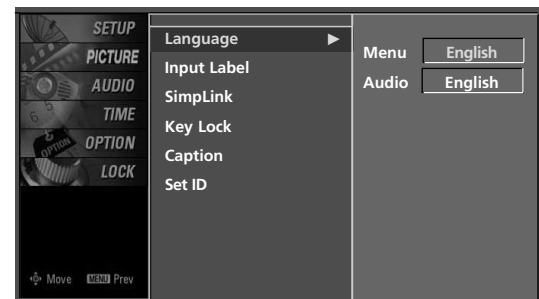 SETUP
PICTURE
AUDIO
TIME
OPTION
LOCK
Move MENU Prev
Language ▶
Input Label
SimpLink
Key Lock
Caption
Set ID
Menu English
Audio English